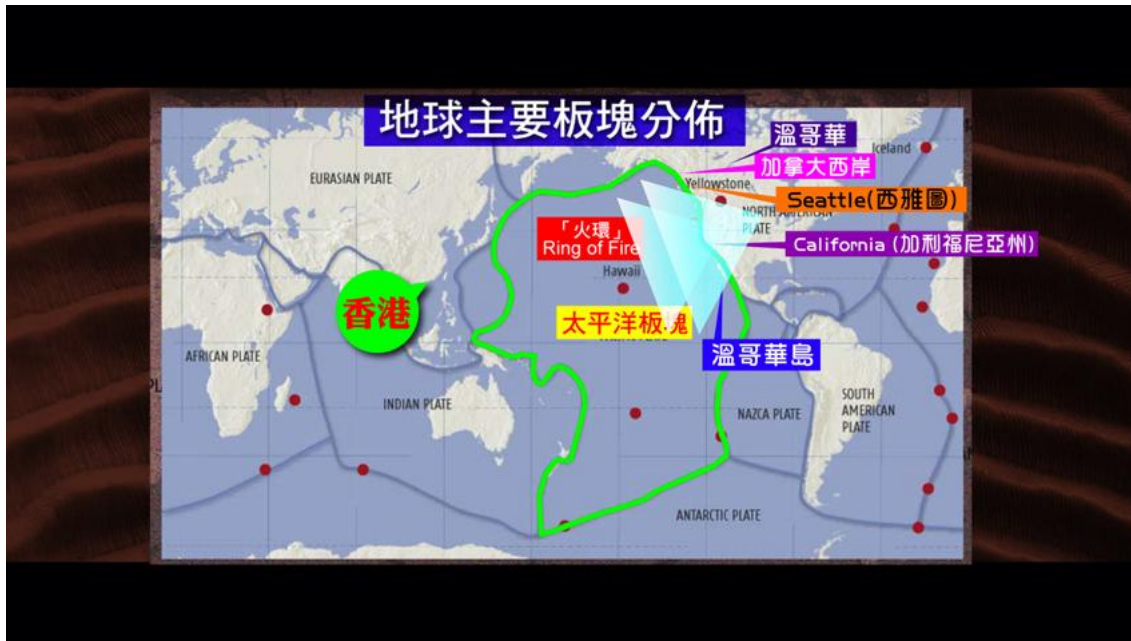 地球主要板塊分佈
溫哥華
Iceland
加拿大西岸
EURASIAN PLATE
Yellowstone
Seattle(西雅圖)
NORTH AMERICAN
PLATE
「火環」
Ring of Fire
California (加利福尼亞州)
Hawaii
香港
太平洋板塊
溫哥華島
AFRICAN PLATE
INDIAN PLATE
NAZCA PLATE
SOUTH
AMERICAN
PLATE
ANTARCTIC PLATE